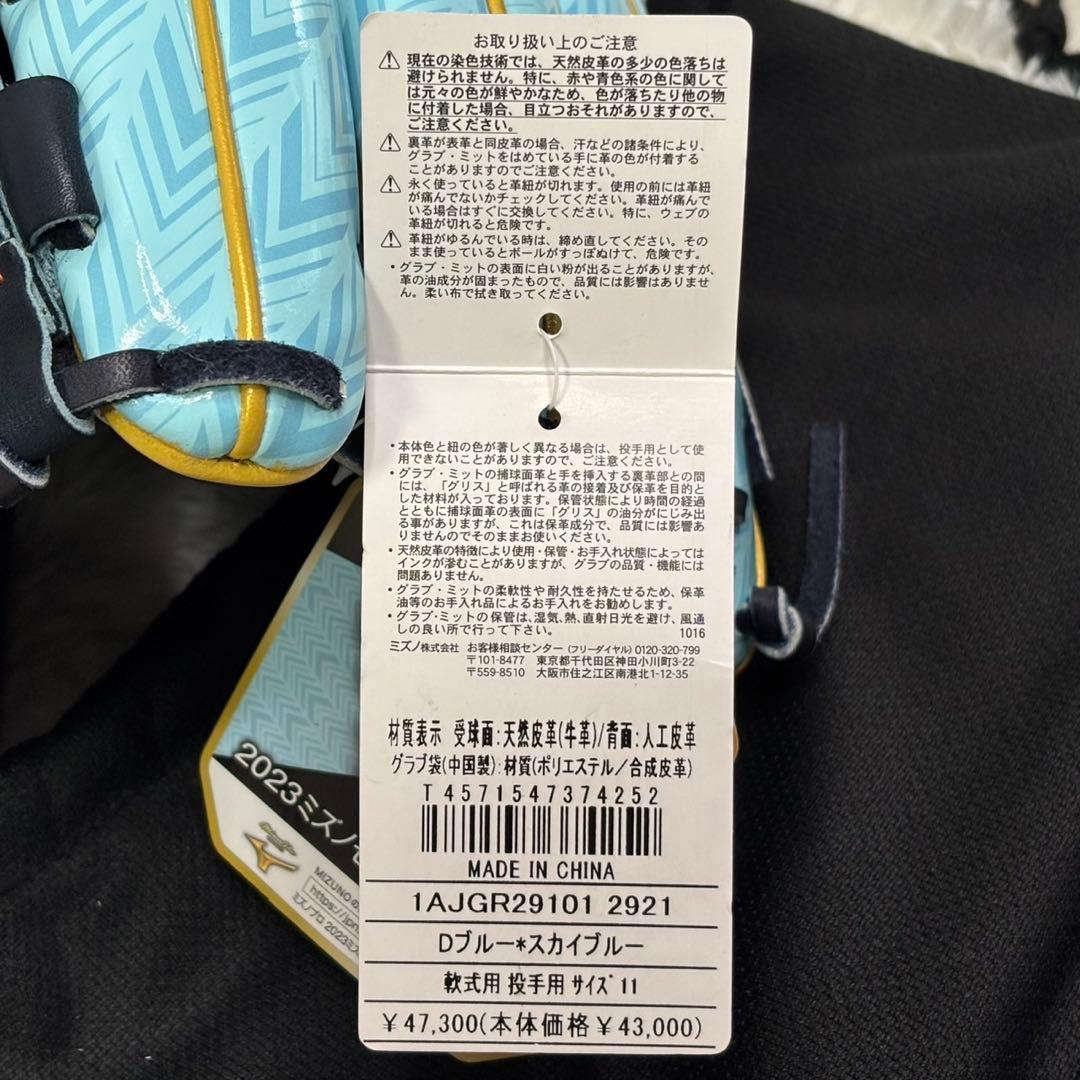 お取り扱い上のご注意
現在の染色技術では、天然皮革の多少の色落ちは
避けられません。特に、赤や青色系の色に関して
は元々の色が鮮やかなため、色が落ちたり他の物
に付着した場合、目立つおそれがありますので、
ご注意ください。
裏革が表革と同皮革の場合、汗などの諸条件により、
グラブ・ミットをはめている手に革の色が付着する
ことがありますのでご注意ください。
永く使っていると革紐が切れます。使用の前には革紐
が痛んでないかチェックしてください。革紐が痛んで
いる場合はすぐに交換してください。特に、ウェブの
革紐が切れると危険です。
革紐がゆるんでいる時は、締め直してください。その
まま使っているとボールがすっぽぬけて、危険です。
・グラブ・ミットの表面に白い粉が出ることがありますが、
革の油成分が固まったもので、品質には影響はありませ
ん。柔い布で拭き取ってください。
・本体色と紐の色が著しく異なる場合は、投手用として使
用できないことがありますので、ご注意ください。
・グラブ・ミットの捕球面革と手を挿入する裏革部との間
には、「グリス」と呼ばれる革の接着及び保革を目的と
した材料が入っております。保管状態により時間の経過
とともに捕球面革の表面に「グリス」の油分がにじみ出
る事がありますが、これは保革成分で、品質には影響あ
りませんのでそのままお使いください。
・天然皮革の特徴により使用・保管・お手入れ状態によっては
インクが滲むことがありますが、グラブの品質・機能には
問題ありません。
・グラブ・ミットの柔軟性や耐久性を持たせるため、保革
油等のお手入れ品によるお手入れをお勧めします。
・グラブ・ミットの保管は、湿気、熱、直射日光を避け、風通
しの良い所で行って下さい。 1016
ミズノ株式会社 お客様相談センター (フリーダイヤル) 0120-320-799
〒101-8477 東京都千代田区神田小川町3-22
〒559-8510 大阪市住之江区南港北1-12-35
材質表示 受球面:天然皮革(牛革)/背面:人工皮革
グラブ袋(中国製):材質(ポリエステル/合成皮革)
T 4571547374252
MADE IN CHINA
1AJGR29101 2921
Dブルー*スカイブルー
軟式用 投手用 サイズ11
￥47,300(本体価格￥43,000)
2023ミズノ
MIZUNOの
https://jpn
ミズノプロ 2023ミズ